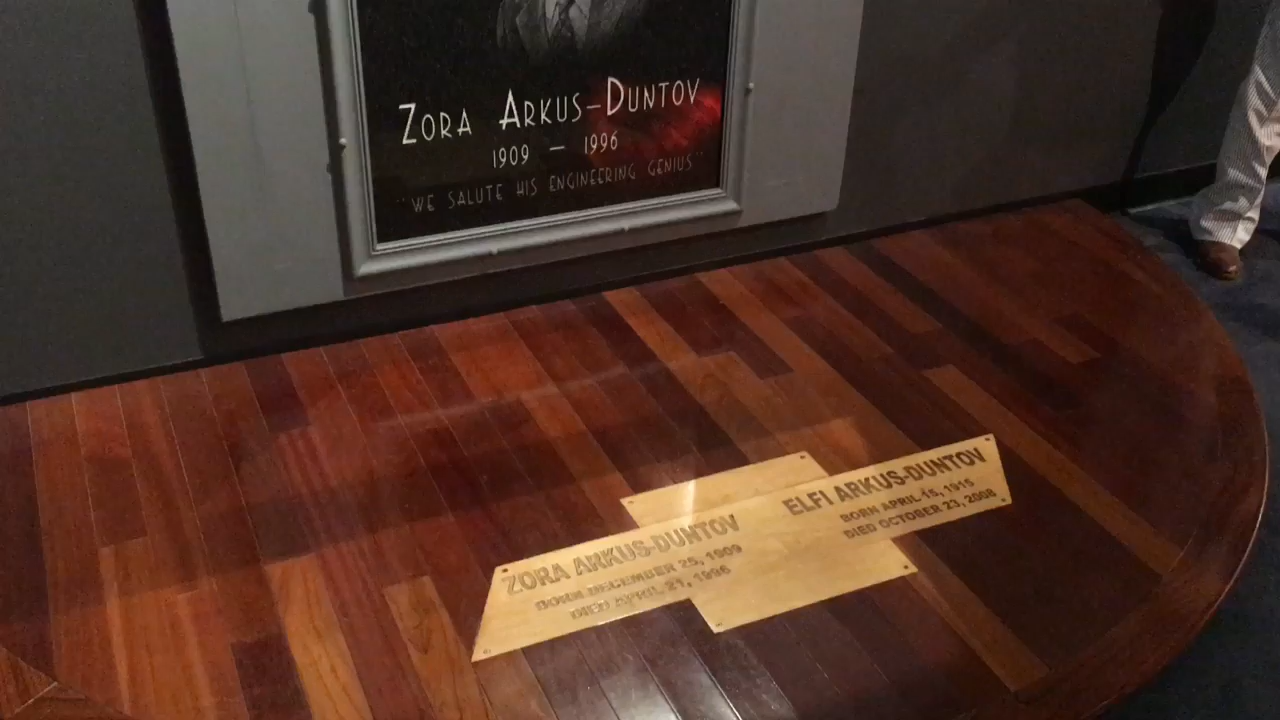 ZORA ARKUS-DUNTOV
1909 — 1996
"WE SALUTE HIS ENGINEERING GENIUS"
ZORA ARKUS-DUNTOV
BORN DECEMBER 25, 1909
DIED APRIL 21, 1996
ELFI ARKUS-DUNTOV
BORN APRIL 15, 1915
DIED OCTOBER 23, 2008